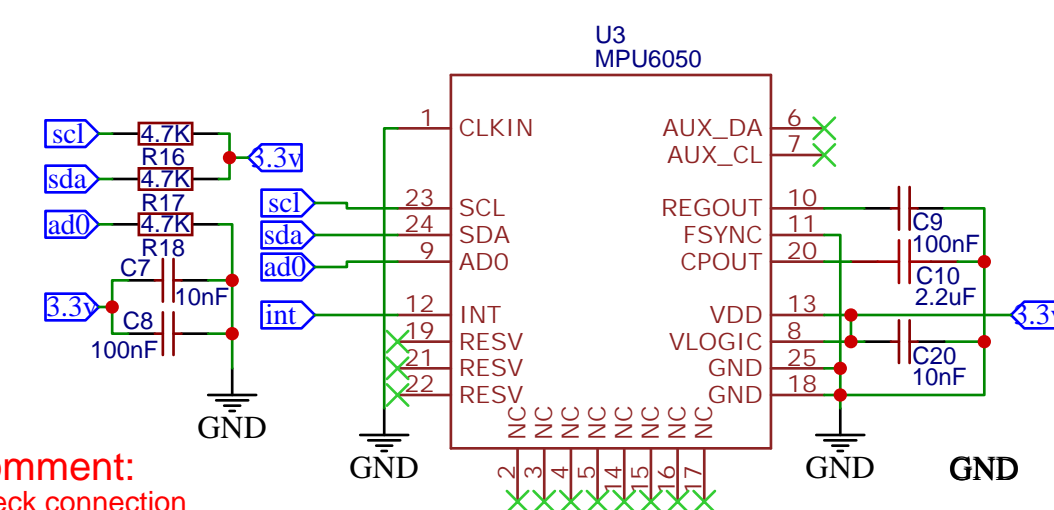 U3
MPU6050
scl
4.7K
R16
3.3v
sda
4.7K
R17
ad0
4.7K
R18
C7
10nF
3.3v
C8
100nF
GND
scl
sda
ad0
int
1
CLKIN
23
SCL
24
SDA
9
AD0
12
INT
19
RESV
21
RESV
22
RESV
GND
AUX_DA
6
AUX_CL
7
REGOUT
10
FSYNC
11
CPOUT
20
VDD
13
VLOGIC
8
GND
25
GND
18
C9
100nF
C10
2.2uF
3.3v
C20
10nF
NC NC NC NC NC NC NC NC
2 3 4 5 14 15 16 17
GND
GND
omment:
eck connection